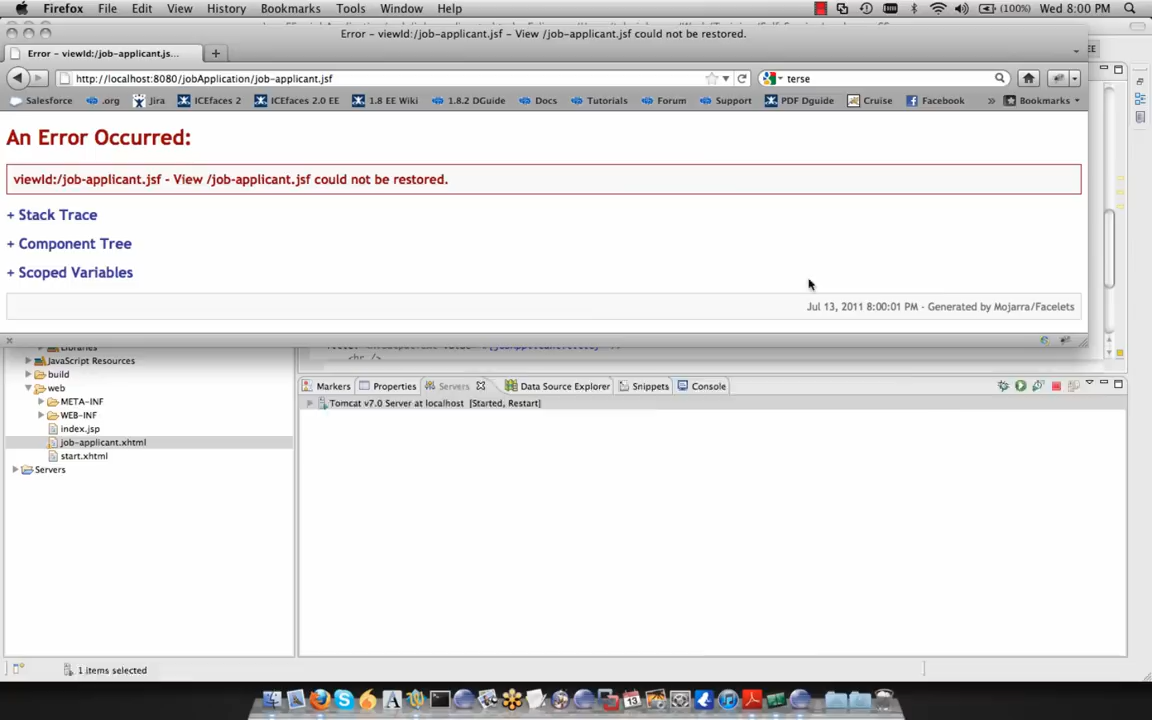 Firefox File Edit View History Bookmarks Tools Window Help (100%) Wed 8:00 PM
Error – viewId:/job-applicant.jsf – View /job-applicant.jsf could not be restored.
Error – viewId:/job-applicant.js...
http://localhost:8080/jobApplication/job-applicant.jsf terse
Salesforce .org Jira ICEfaces 2 ICEfaces 2.0 EE 1.8 EE Wiki 1.8.2 DGuide Docs Tutorials Forum Support PDF Dguide Cruise Facebook » Bookmarks
An Error Occurred:
viewId:/job-applicant.jsf - View /job-applicant.jsf could not be restored.
+ Stack Trace
+ Component Tree
+ Scoped Variables
Jul 13, 2011 8:00:01 PM - Generated by Mojarra/Facelets
Libraries
JavaScript Resources
build
web
META-INF
WEB-INF
index.jsp
job-applicant.xhtml
start.xhtml
Servers
<br />
Markers Properties Servers Data Source Explorer Snippets Console
Tomcat v7.0 Server at localhost [Started, Restart]
1 items selected